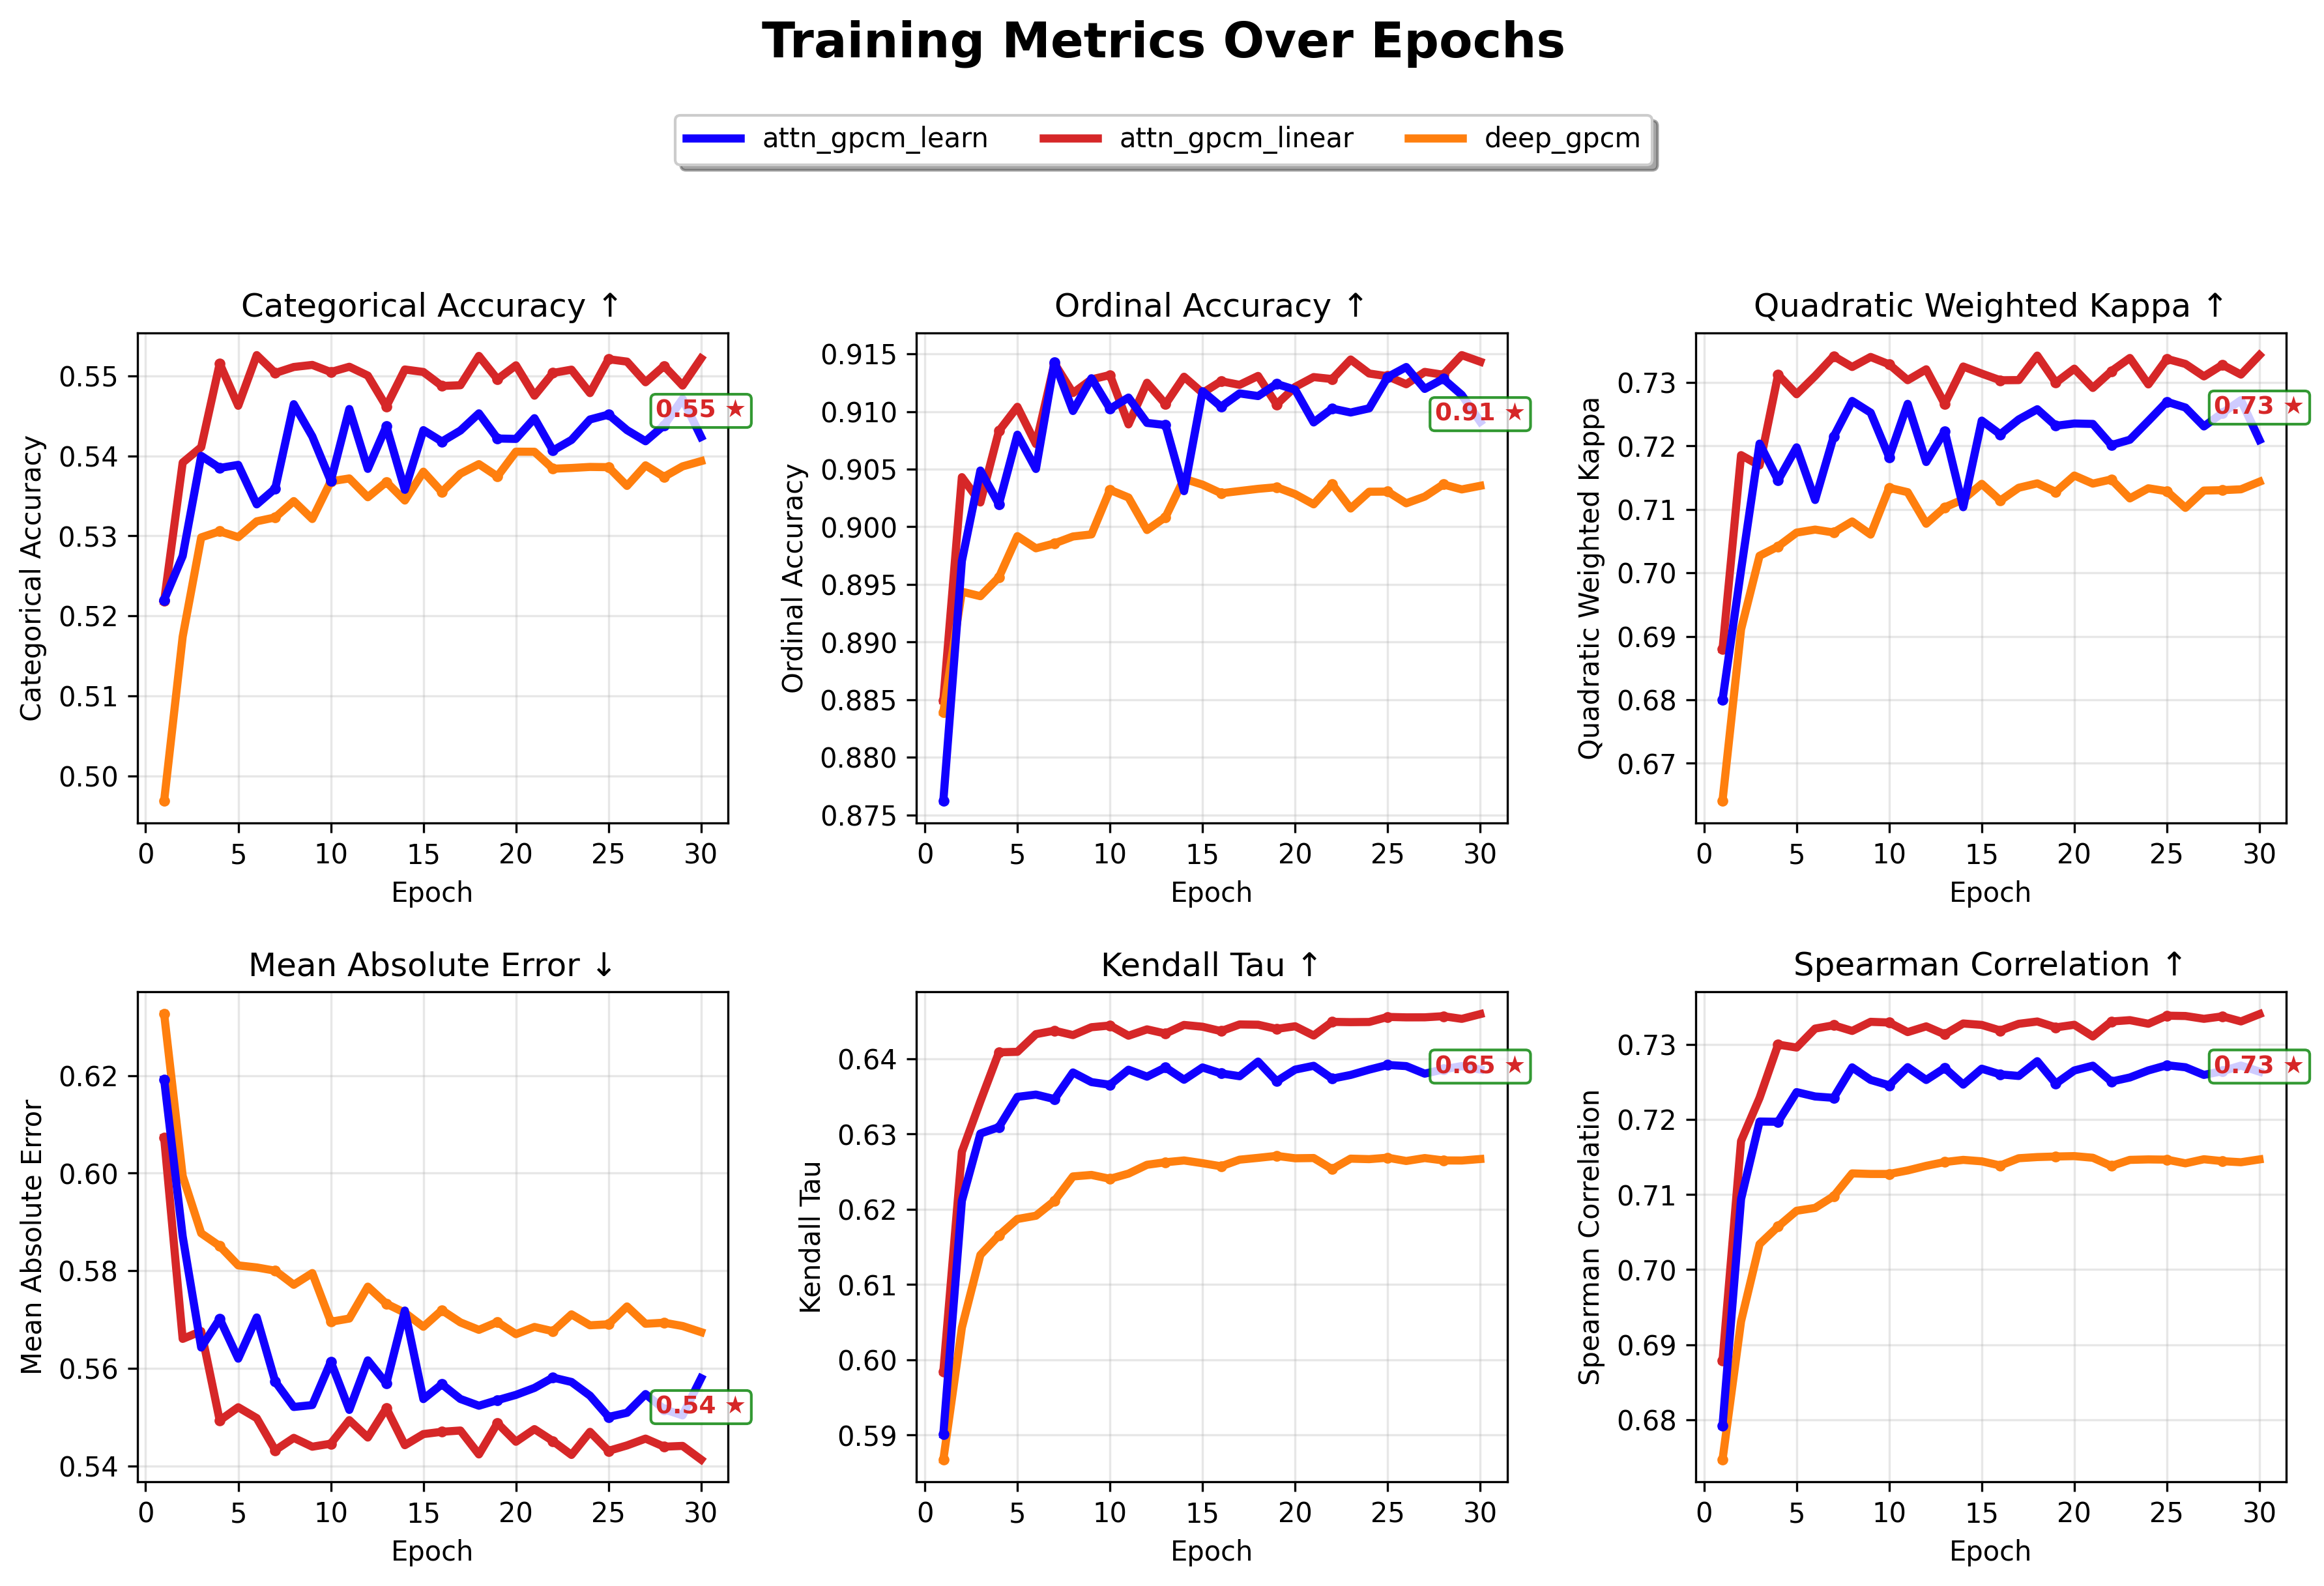 Training Metrics Over Epochs
attn_gpcm_learn attn_gpcm_linear deep_gpcm
Categorical Accuracy ↑
Categorical Accuracy
0.55
0.54
0.53
0.52
0.51
0.50
0.55 ★
0 5 10 15 20 25 30
Epoch
Ordinal Accuracy ↑
Ordinal Accuracy
0.915
0.910
0.905
0.900
0.895
0.890
0.885
0.880
0.875
0.91 ★
0 5 10 15 20 25 30
Epoch
Quadratic Weighted Kappa ↑
Quadratic Weighted Kappa
0.73
0.72
0.71
0.70
0.69
0.68
0.67
0.73 ★
0 5 10 15 20 25 30
Epoch
Mean Absolute Error ↓
Mean Absolute Error
0.62
0.60
0.58
0.56
0.54
0.54 ★
0 5 10 15 20 25 30
Epoch
Kendall Tau ↑
Kendall Tau
0.64
0.63
0.62
0.61
0.60
0.59
0.65 ★
0 5 10 15 20 25 30
Epoch
Spearman Correlation ↑
Spearman Correlation
0.73
0.72
0.71
0.70
0.69
0.68
0.73 ★
0 5 10 15 20 25 30
Epoch